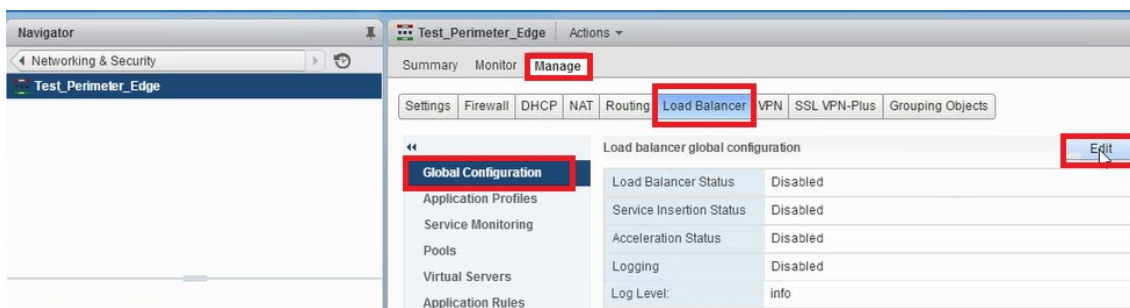 Navigator
Test_Perimeter_Edge Actions
Networking & Security
Summary Monitor Manage
Test_Perimeter_Edge
Settings Firewall DHCP NAT Routing Load Balancer VPN SSL VPN-Plus Grouping Objects
Load balancer global configuration Edit
Global Configuration
Application Profiles
Service Monitoring
Pools
Virtual Servers
Application Rules
Load Balancer Status Disabled
Service Insertion Status Disabled
Acceleration Status Disabled
Logging Disabled
Log Level: info